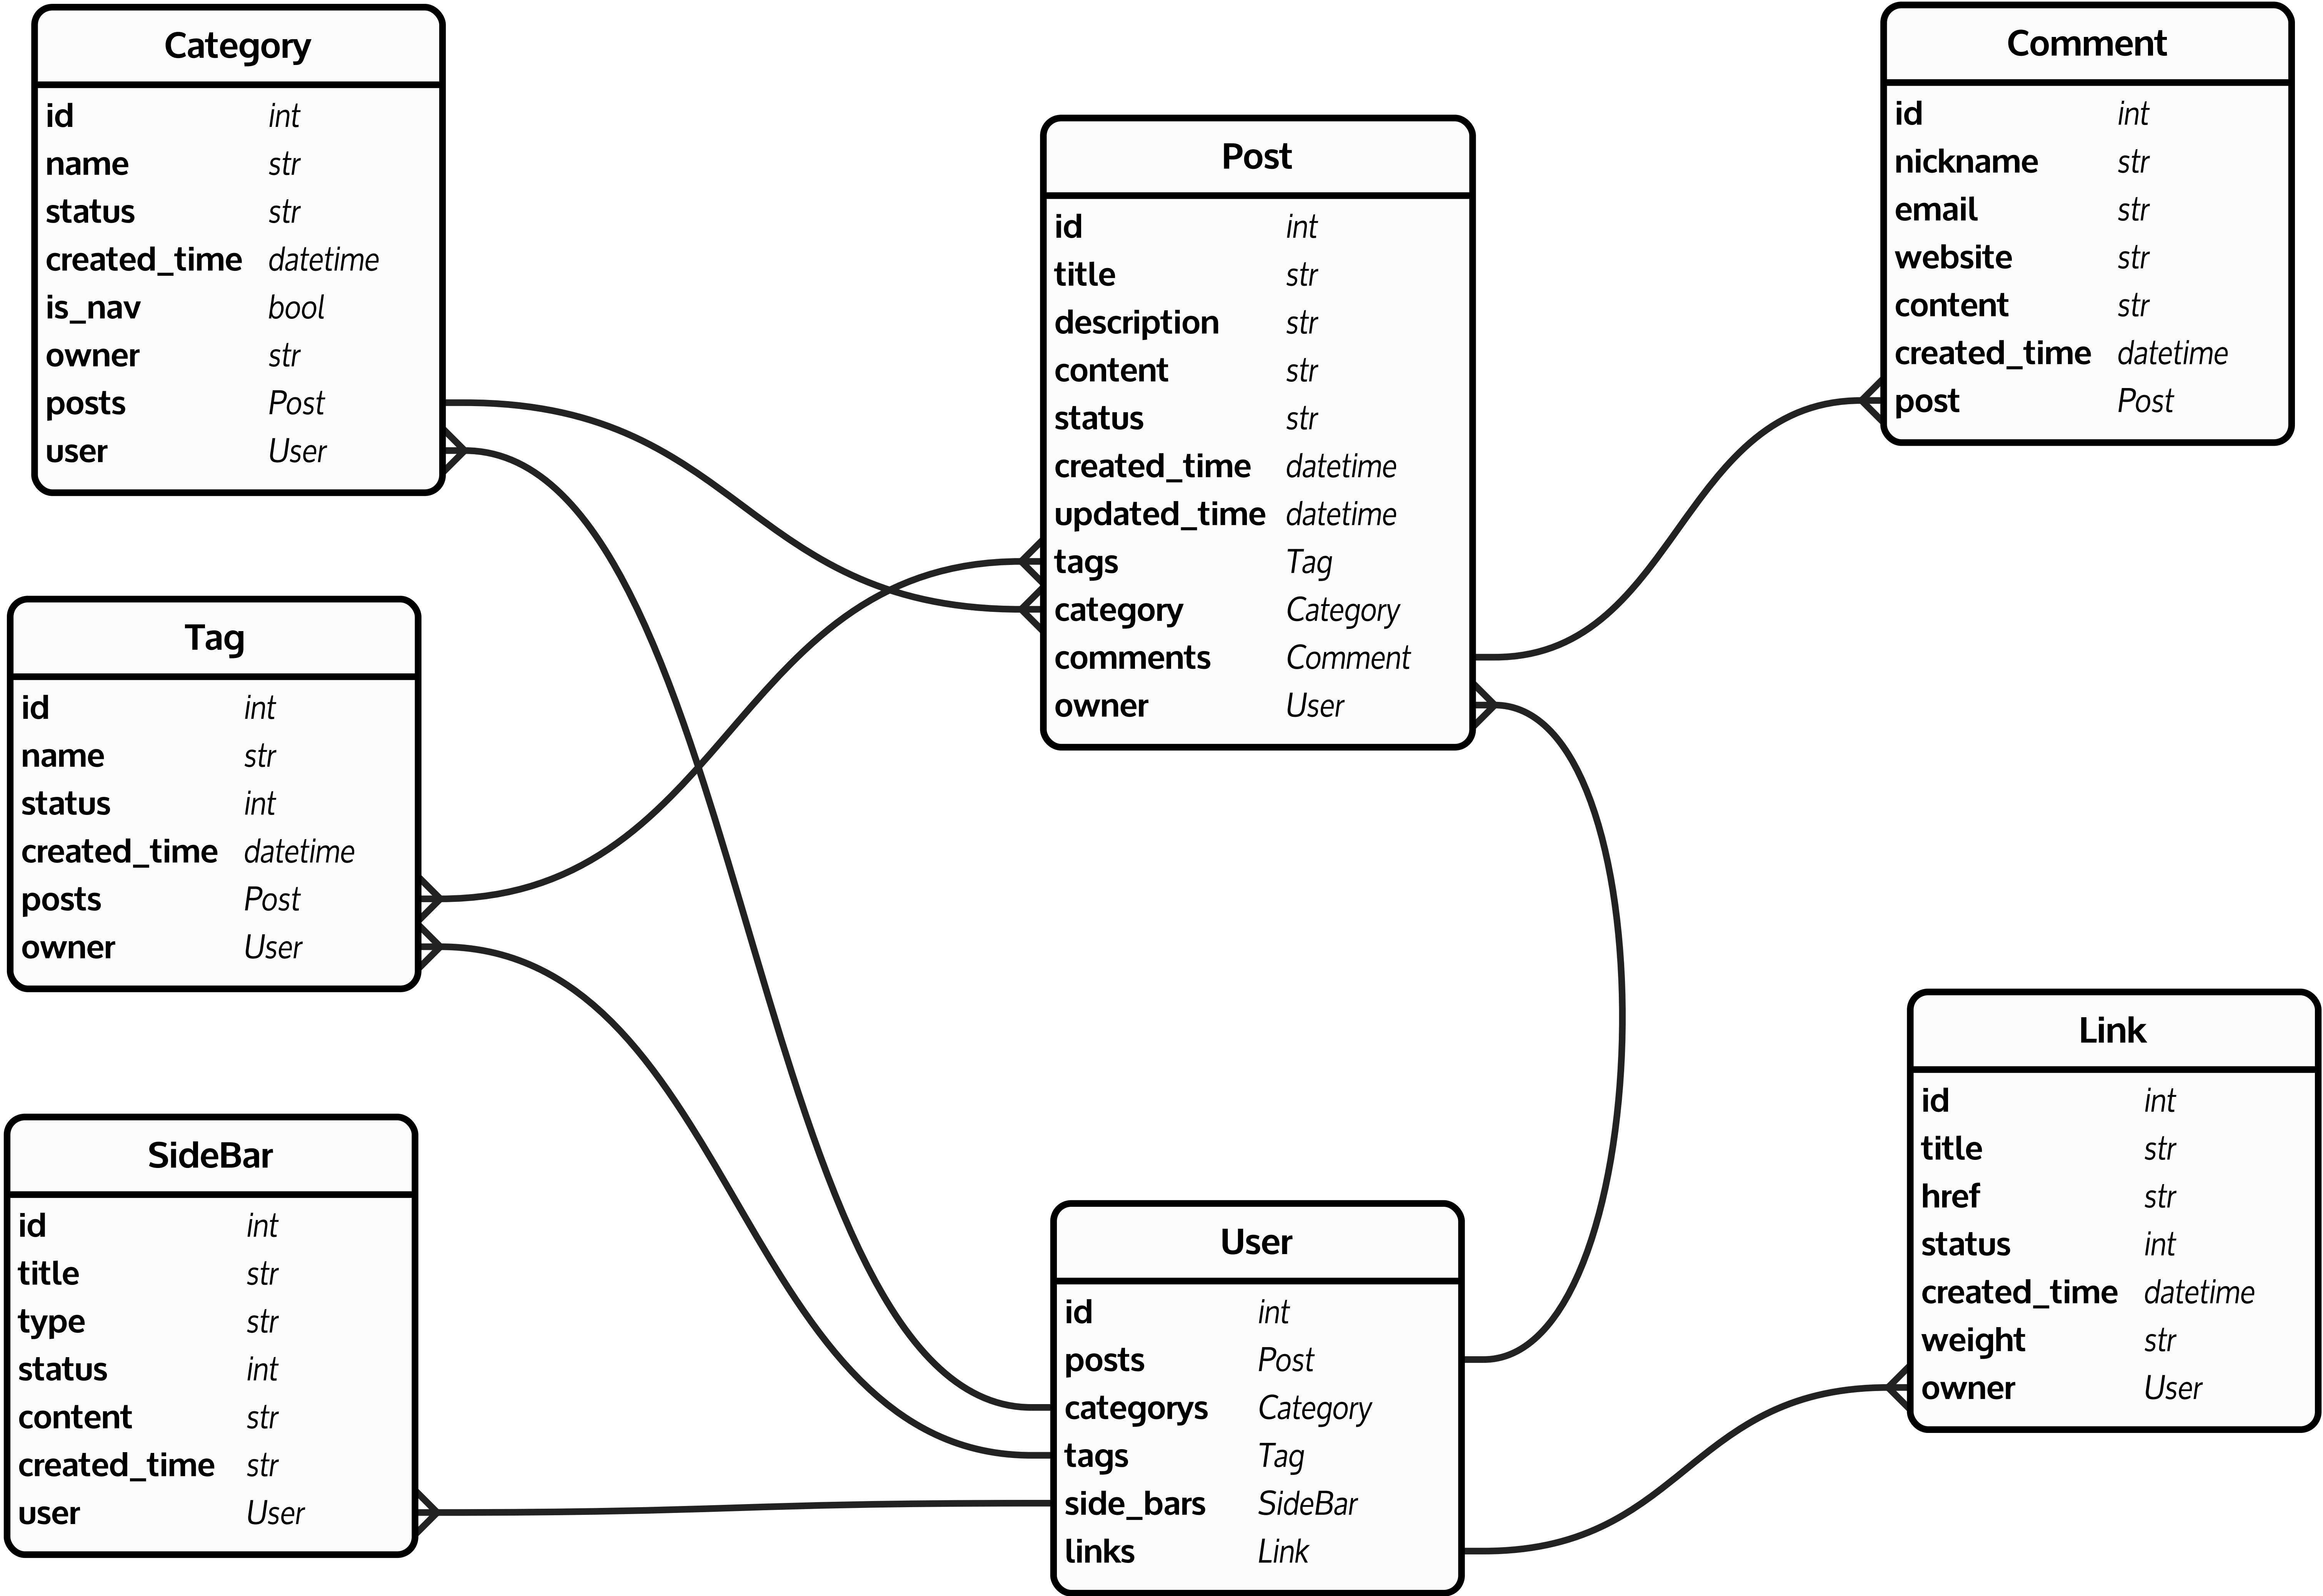 Category
id int
name str
status str
created_time datetime
is_nav bool
owner str
posts Post
user User
Tag
id int
name str
status int
created_time datetime
posts Post
owner User
SideBar
id int
title str
type str
status int
content str
created_time str
user User
Post
id int
title str
description str
content str
status str
created_time datetime
updated_time datetime
tags Tag
category Category
comments Comment
owner User
User
id int
posts Post
categorys Category
tags Tag
side_bars SideBar
links Link
Comment
id int
nickname str
email str
website str
content str
created_time datetime
post Post
Link
id int
title str
href str
status int
created_time datetime
weight str
owner User